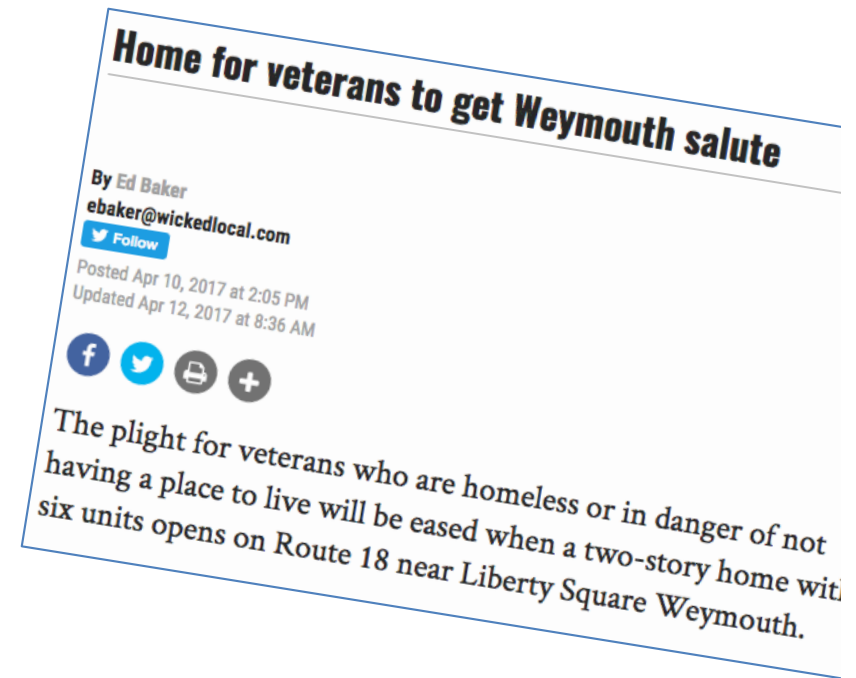 Home for veterans to get Weymouth salute
By Ed Baker
ebaker@wickedlocal.com
Follow
Posted Apr 10, 2017 at 2:05 PM
Updated Apr 12, 2017 at 8:36 AM
The plight for veterans who are homeless or in danger of not
having a place to live will be eased when a two-story home with
six units opens on Route 18 near Liberty Square Weymouth.